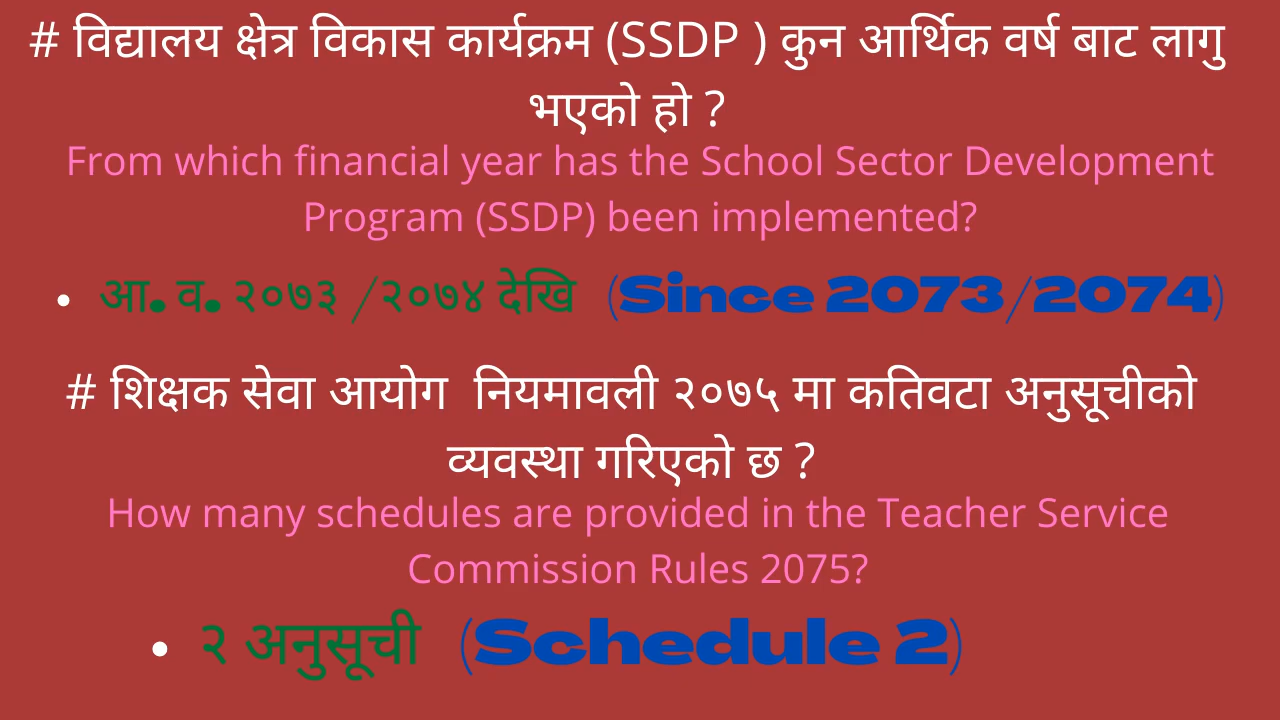 # विद्यालय क्षेत्र विकास कार्यक्रम (SSDP ) कुन आर्थिक वर्ष बाट लागु
भएको हो ?
From which financial year has the School Sector Development
Program (SSDP) been implemented?
• आ. व. २०७३ /२०७४ देखि (Since 2073/2074)
# शिक्षक सेवा आयोग नियमावली २०७५ मा कतिवटा अनुसूचीको
व्यवस्था गरिएको छ ?
How many schedules are provided in the Teacher Service
Commission Rules 2075?
• २ अनुसूची (Schedule 2)